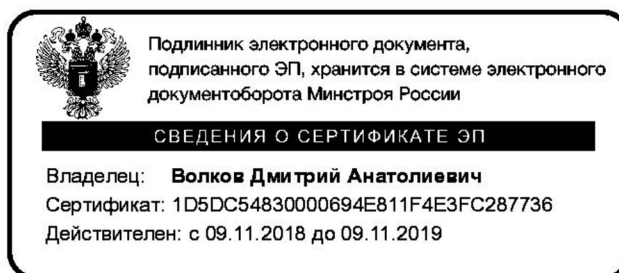 Подлинник электронного документа,
подписанного ЭП, хранится в системе электронного
документоборота Минстроя России
СВЕДЕНИЯ О СЕРТИФИКАТЕ ЭП
Владелец: Волков Дмитрий Анатолиевич
Сертификат: 1D5DC54830000694E811F4E3FC287736
Действителен: с 09.11.2018 до 09.11.2019